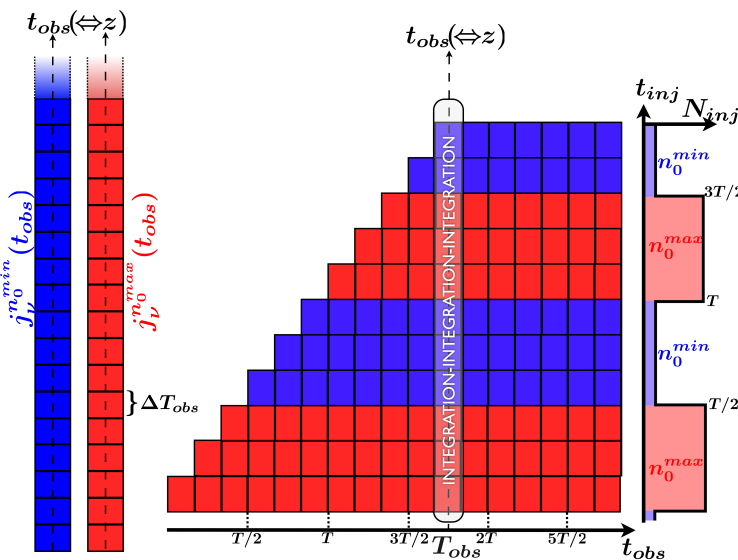 t_obs(⇔z)
j_ν^{n_0^{min}}(t_obs)
j_ν^{n_0^{max}}(t_obs)
} ΔT_obs
t_obs(⇔z)
INTEGRATION-INTEGRATION-INTEGRATION
T/2
T
3T/2
T_obs
2T
5T/2
t_obs
t_inj
N_inj
n_0^{min}
3T/2
n_0^{max}
T
n_0^{min}
T/2
n_0^{max}